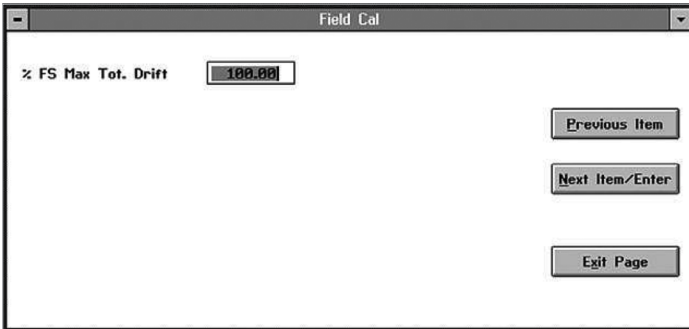 Field Cal
% FS Max Tot. Drift 100.00
Previous Item
Next Item/Enter
Exit Page